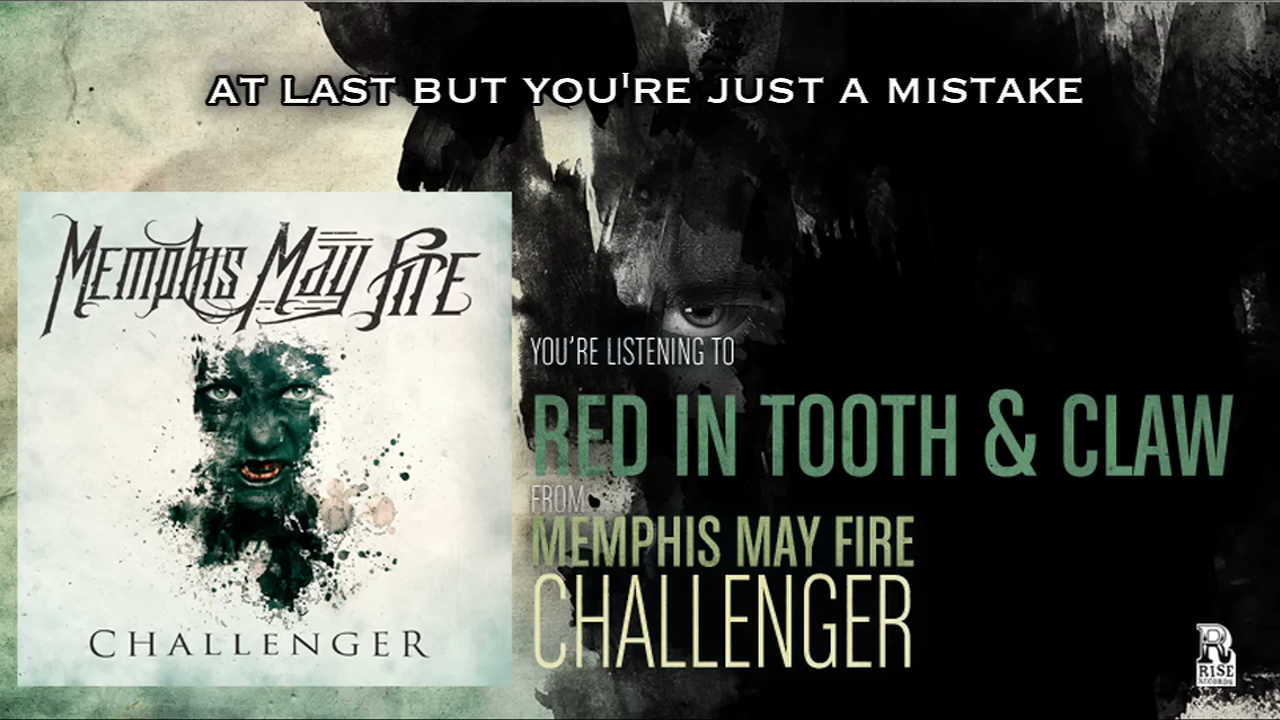 AT LAST BUT YOU'RE JUST A MISTAKE
MEMPHIS MAY FIRE
CHALLENGER
YOU'RE LISTENING TO
RED IN TOOTH & CLAW
FROM
MEMPHIS MAY FIRE
CHALLENGER
R
RISE
RECORDS